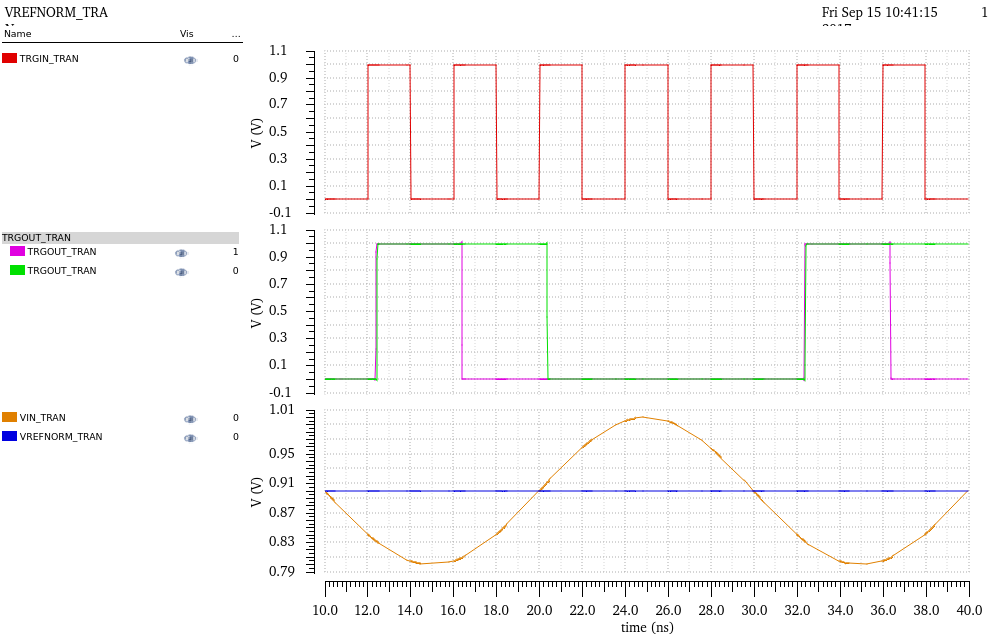 VREFNORM_TRA
Fri Sep 15 10:41:15 1
Name Vis ...
TRGIN_TRAN 0
1.1
0.9
0.7
0.5
0.3
0.1
-0.1
V (V)
TRGOUT_TRAN
TRGOUT_TRAN 1
TRGOUT_TRAN 0
1.1
0.9
0.7
0.5
0.3
0.1
-0.1
V (V)
VIN_TRAN 0
VREFNORM_TRAN 0
1.01
0.95
0.91
0.87
0.83
0.79
V (V)
10.0 12.0 14.0 16.0 18.0 20.0 22.0 24.0 26.0 28.0 30.0 32.0 34.0 36.0 38.0 40.0
time (ns)